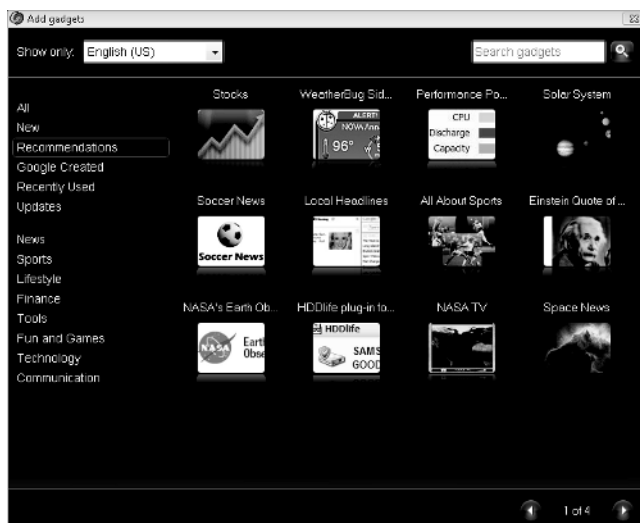 Add gadgets
Show only: English (US)
Search gadgets
All
New
Recommendations
Google Created
Recently Used
Updates
News
Sports
Lifestyle
Finance
Tools
Fun and Games
Technology
Communication
Stocks
WeatherBug Sid...
Performance Po...
Solar System
ALERT!
NOVA Ann
96°
CPU
Discharge
Capacity
Soccer News
Local Headlines
All About Sports
Einstein Quote of ...
Soccer News
NASA's Earth Ob...
HDDlife plug-in fo...
NASA TV
Space News
NASA
Eart
Obse
HDDlife
SAMS
GOOD
1 of 4